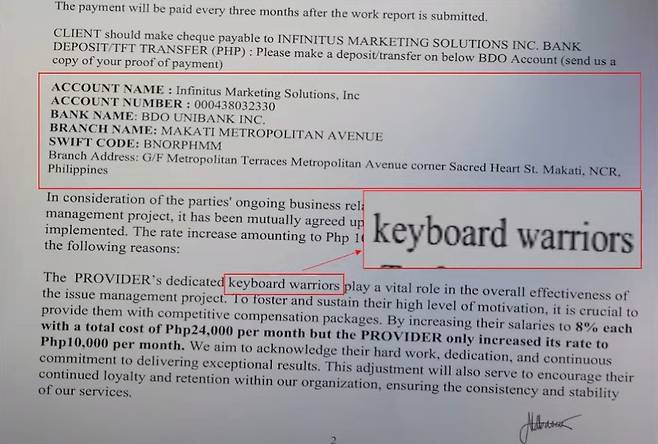 The payment will be paid every three months after the work report is submitted.
CLIENT should make cheque payable to INFINITUS MARKETING SOLUTIONS INC. BANK
DEPOSIT/TFT TRANSFER (PHP) : Please make a deposit/transfer on below BDO Account (send us a
copy of your proof of payment)
ACCOUNT NAME : Infinitus Marketing Solutions, Inc
ACCOUNT NUMBER : 000438032330
BANK NAME: BDO UNIBANK INC.
BRANCH NAME: MAKATI METROPOLITAN AVENUE
SWIFT CODE: BNORPHMM
Branch Address: G/F Metropolitan Terraces Metropolitan Avenue corner Sacred Heart St. Makati, NCR,
Philippines
In consideration of the parties' ongoing business
management project, it has been mutually agreed
implemented. The rate increase amounting to Php
the following reasons:
keyboard warriors
The PROVIDER's dedicated keyboard warriors play a vital role in the overall effectiveness of
the issue management project. To foster and sustain their high level of motivation, it is crucial to
provide them with competitive compensation packages. By increasing their salaries to 8% each
with a total cost of Php24,000 per month but the PROVIDER only increased its rate to
Php10,000 per month. We aim to acknowledge their hard work, dedication, and continuous
commitment to delivering exceptional results. This adjustment will also serve to encourage their
continued loyalty and retention within our organization, ensuring the consistency and stability
of our services.
2